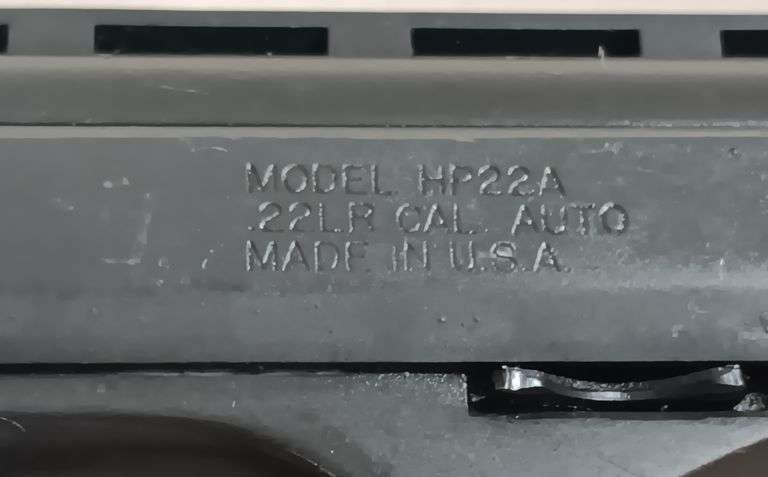 MODEL HP22A
.22LR CAL. AUTO
MADE IN U.S.A.